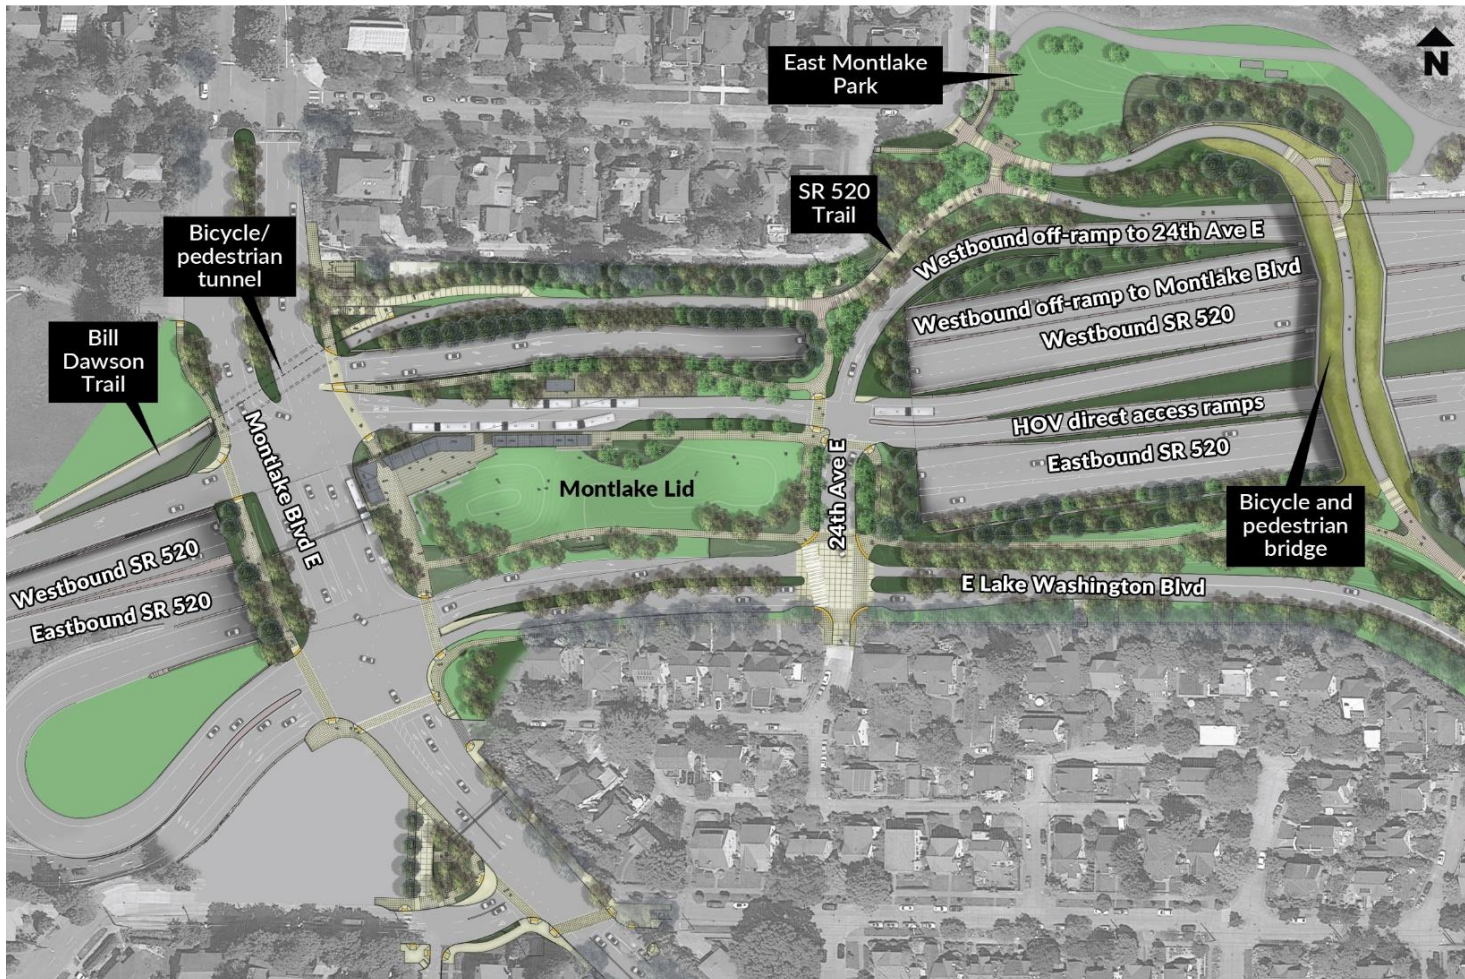 East Montlake
Park
N
SR 520
Trail
Bicycle/
pedestrian
tunnel
Westbound off-ramp to 24th Ave E
Westbound off-ramp to Montlake Blvd
Westbound SR 520
Bill
Dawson
Trail
HOV direct access ramps
Eastbound SR 520
Montlake Blvd E
Montlake Lid
24th Ave E
Bicycle and
pedestrian
bridge
Westbound SR 520
Eastbound SR 520
E Lake Washington Blvd